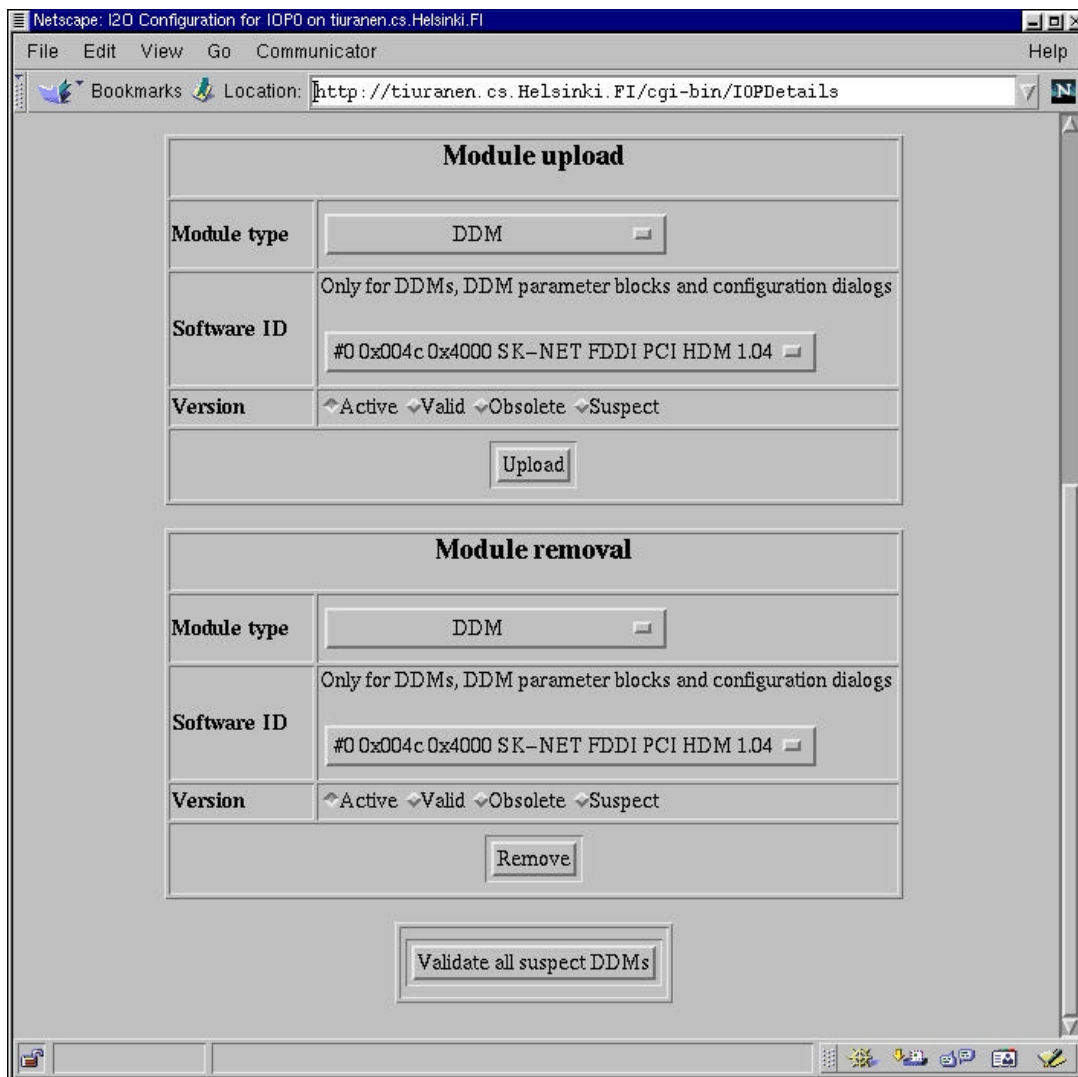 Netscape: I2O Configuration for IOP0 on tiuranen.cs.Helsinki.FI
File Edit View Go Communicator Help
Bookmarks Location: http://tiuranen.cs.Helsinki.FI/cgi-bin/IOPDetails N
Module upload
Module type DDM
Only for DDMs, DDM parameter blocks and configuration dialogs
Software ID
#0 0x004c 0x4000 SK-NET FDDI PCI HDM 1.04
Version Active Valid Obsolete Suspect
Upload
Module removal
Module type DDM
Only for DDMs, DDM parameter blocks and configuration dialogs
Software ID
#0 0x004c 0x4000 SK-NET FDDI PCI HDM 1.04
Version Active Valid Obsolete Suspect
Remove
Validate all suspect DDMs